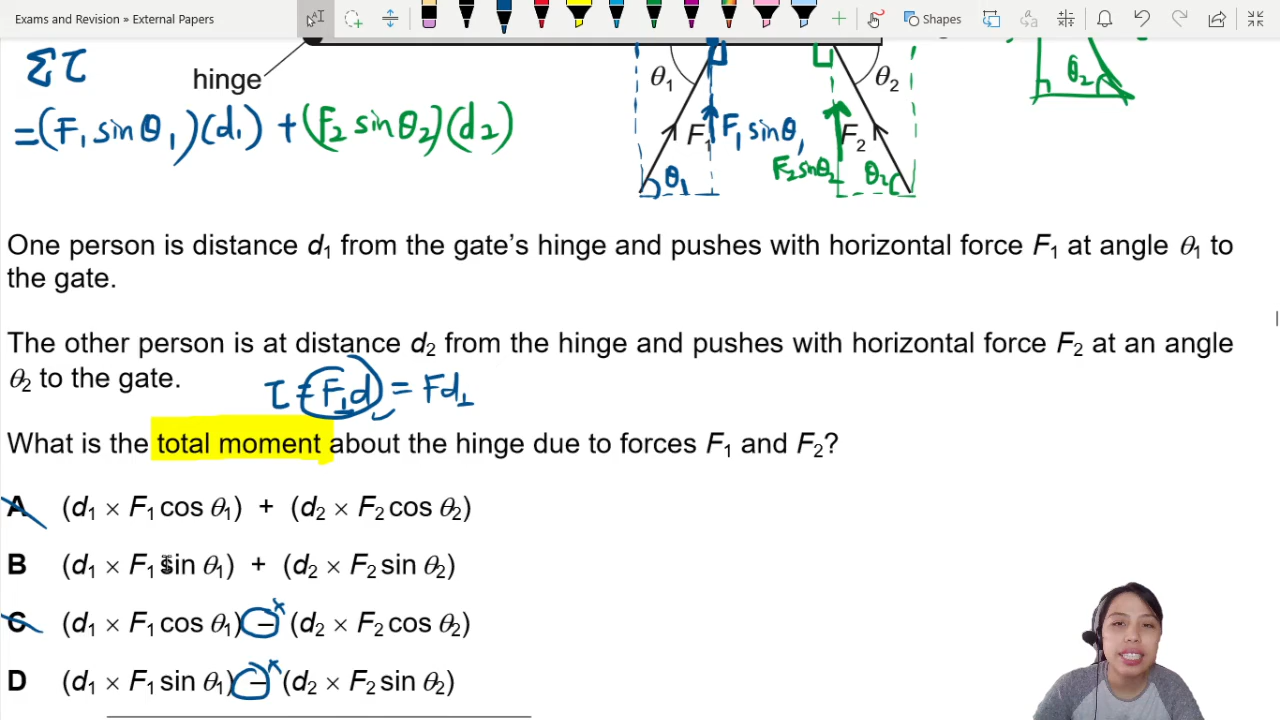 Exams and Revision » External Papers
Shapes
Στ
hinge
θ1
θ2
θ2
=(F1 sinθ1)(d1) + (F2 sinθ2)(d2)
F1
F1 sinθ1
F2
F2 sinθ2
θ1
θ2
One person is distance d1 from the gate's hinge and pushes with horizontal force F1 at angle θ1 to
the gate.
The other person is at distance d2 from the hinge and pushes with horizontal force F2 at an angle
θ2 to the gate.
τ = F⊥d = Fd⊥
What is the total moment about the hinge due to forces F1 and F2?
A (d1 × F1 cos θ1) + (d2 × F2 cos θ2)
B (d1 × F1 sin θ1) + (d2 × F2 sin θ2)
C (d1 × F1 cos θ1) – (d2 × F2 cos θ2)
D (d1 × F1 sin θ1) – (d2 × F2 sin θ2)